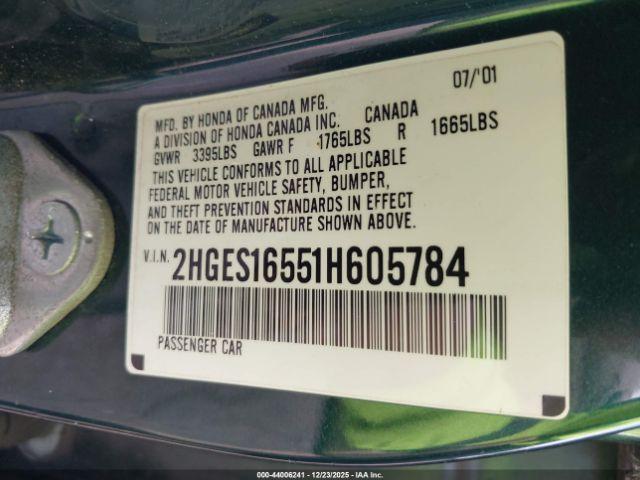 07/'01
MFD. BY HONDA OF CANADA MFG.
A DIVISION OF HONDA CANADA INC. CANADA
GVWR 3395LBS GAWR F 1765LBS R 1665LBS
THIS VEHICLE CONFORMS TO ALL APPLICABLE
FEDERAL MOTOR VEHICLE SAFETY, BUMPER,
AND THEFT PREVENTION STANDARDS IN EFFECT
ON THE DATE OF MANUFACTURE SHOWN ABOVE.
V.I.N. 2HGES16551H605784
PASSENGER CAR
000-44006241 - 12/23/2025 - IAA Inc.